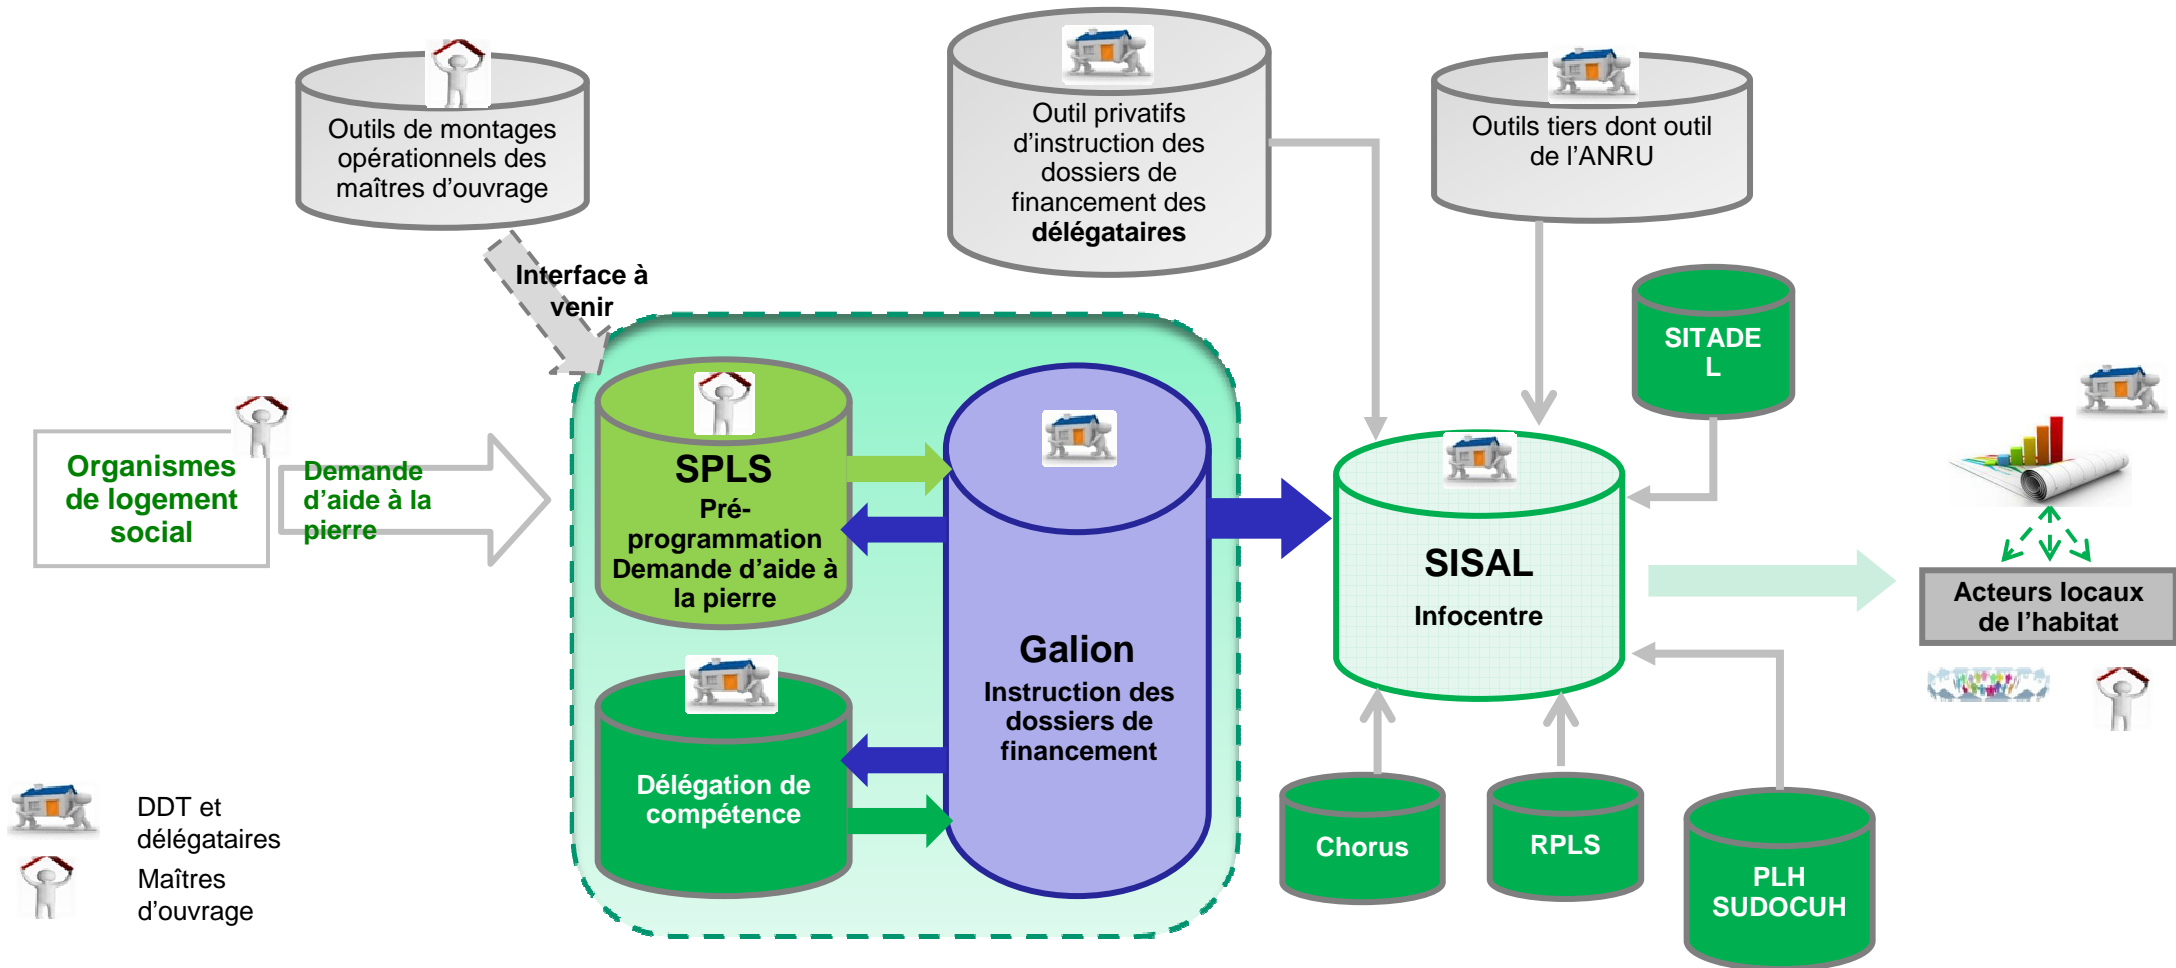 Outils de montages
opérationnels des
maîtres d'ouvrage
Outil privatifs
d'instruction des
dossiers de
financement des
délégataires
Outils tiers dont outil
de l'ANRU
Interface à
venir
SITADE
L
Organismes
de logement
social
Demande
d'aide à la
pierre
SPLS
Pré-
programmation
Demande d'aide à
la pierre
Galion
Instruction des
dossiers de
financement
Délégation de
compétence
SISAL
Infocentre
Acteurs locaux
de l'habitat
Chorus
RPLS
PLH
SUDOCUH
DDT et
délégataires
Maîtres
d'ouvrage